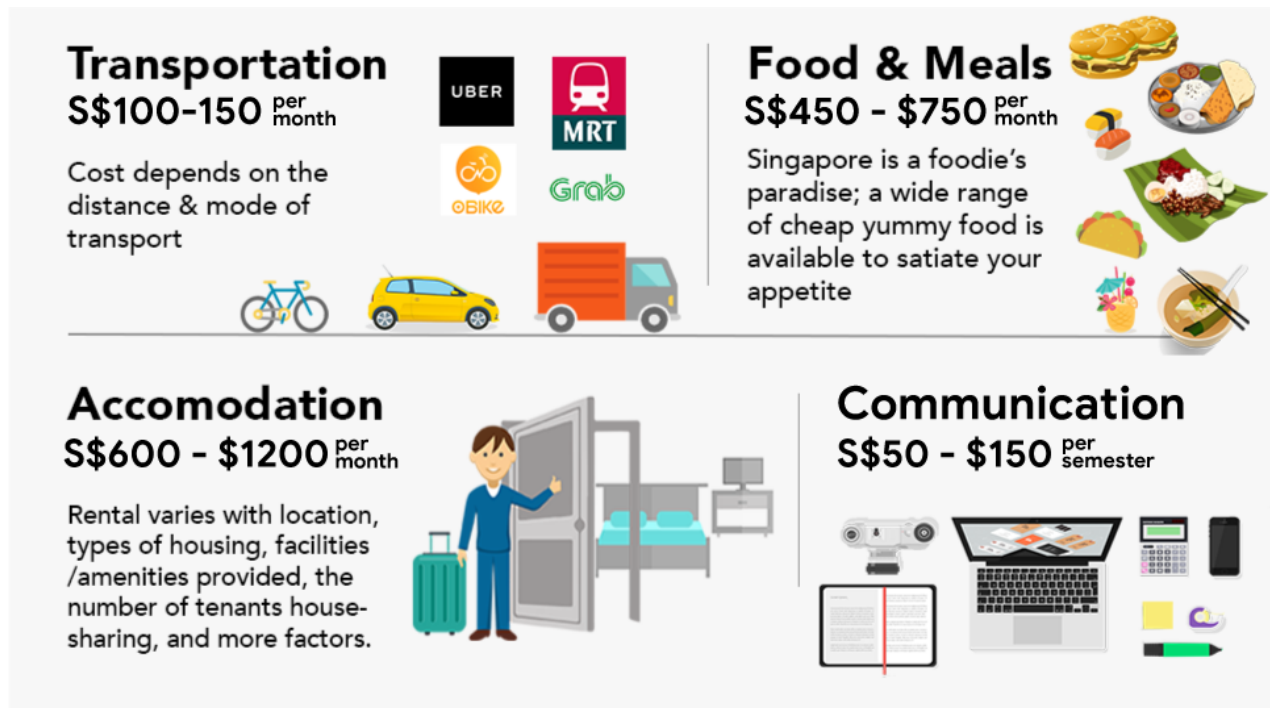 Transportation
S$100-150 per month
Cost depends on the
distance & mode of
transport
UBER
MRT
OBIKE
Grab
Food & Meals
S$450 - $750 per month
Singapore is a foodie's
paradise; a wide range
of cheap yummy food is
available to satiate your
appetite
Accomodation
S$600 - $1200 per month
Rental varies with location,
types of housing, facilities
/amenities provided, the
number of tenants house-
sharing, and more factors.
Communication
S$50 - $150 per semester